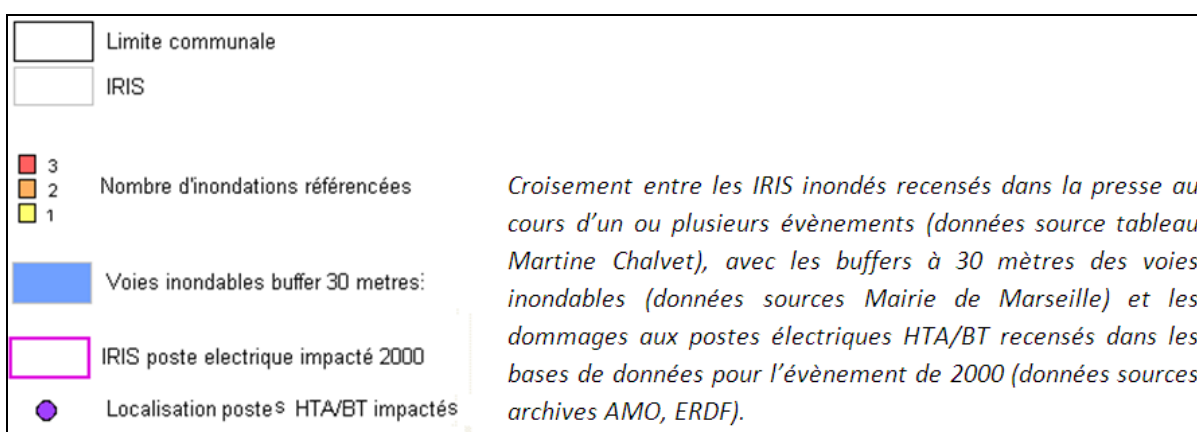 Limite communale
IRIS
3
2
1
Nombre d'inondations référencées
Voies inondables buffer 30 metres:
IRIS poste electrique impacté 2000
Localisation postes HTA/BT impactés
Croisement entre les IRIS inondés recensés dans la presse au
cours d'un ou plusieurs évènements (données source tableau
Martine Chalvet), avec les buffers à 30 mètres des voies
inondables (données sources Mairie de Marseille) et les
dommages aux postes électriques HTA/BT recensés dans les
bases de données pour l'évènement de 2000 (données sources
archives AMO, ERDF).